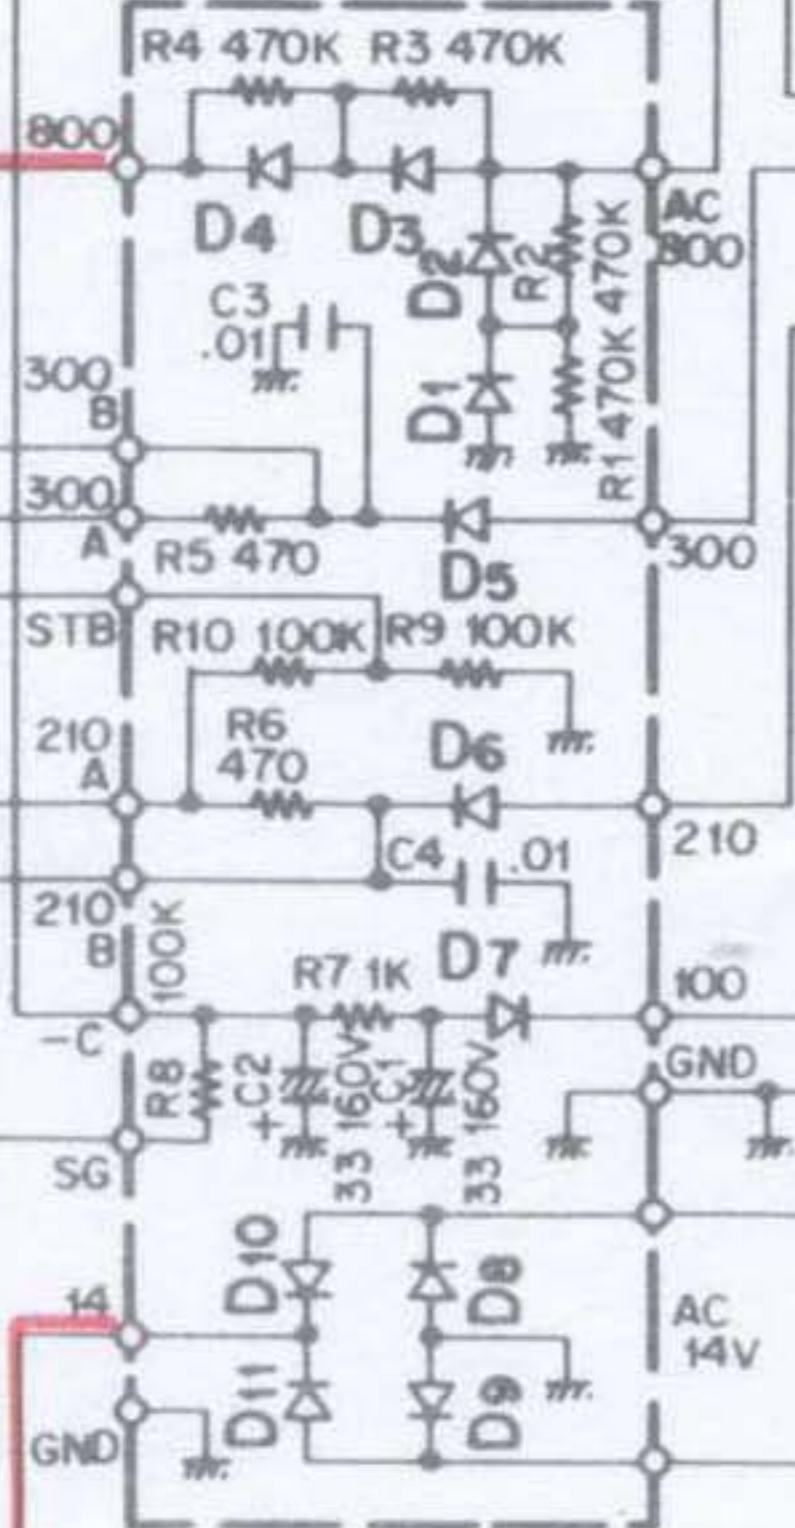 R4 470K R3 470K
800
D4
D3
AC
800
D2
R2
470K
C3
.01
D1
R1 470K
300
B
300
A
R5 470
D5
300
STB
R10 100K
R9 100K
R6
470
D6
210
A
210
C4
.01
210
B
100K
R7 1K
D7
100
-C
R8
+C2
33 160V
+C1
33 160V
GND
SG
D10
D8
14
AC
14V
D11
D9
GND